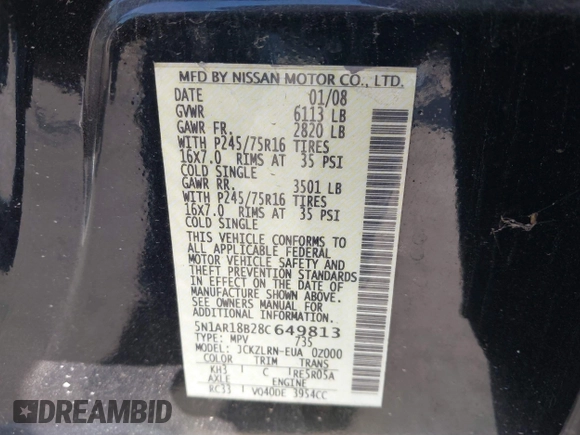 MFD BY NISSAN MOTOR CO., LTD.
DATE 01/08
GVWR 6113 LB
GAWR FR. 2820 LB
WITH P245/75R16 TIRES
16X7.0 RIMS AT 35 PSI
COLD SINGLE
GAWR RR. 3501 LB
WITH P245/75R16 TIRES
16X7.0 RIMS AT 35 PSI
COLD SINGLE
THIS VEHICLE CONFORMS TO
ALL APPLICABLE FEDERAL
MOTOR VEHICLE SAFETY AND
THEFT PREVENTION STANDARDS
IN EFFECT ON THE DATE OF
MANUFACTURE SHOWN ABOVE.
SEE OWNERS MANUAL FOR
ADDITIONAL INFORMATION.
5N1AR18B28C649813
TYPE: MPV 735
MODEL: JCKZLRN-EUA 0Z000
COLOR TRIM TRANS
KH3 C RE5R05A
AXLE ENGINE
RC33 VQ40DE 3954CC
DREAMBID